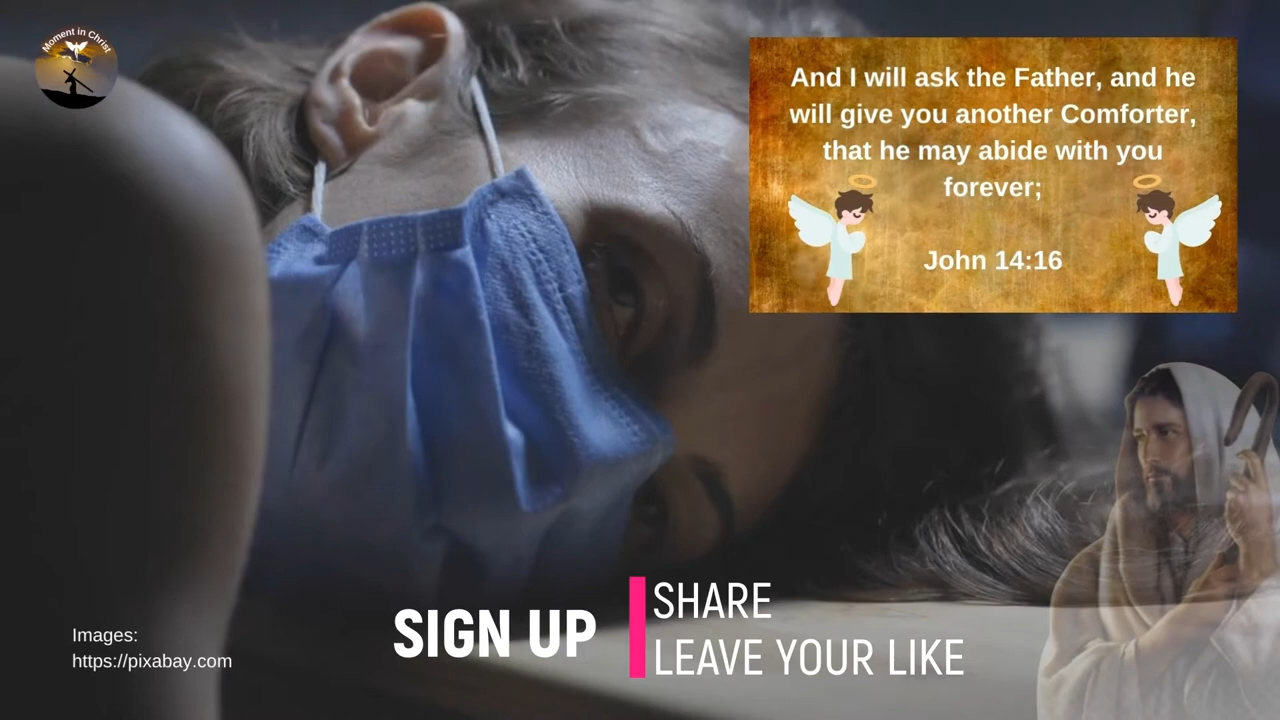 Moment in Christ
And I will ask the Father, and he
will give you another Comforter,
that he may abide with you
forever;
John 14:16
SIGN UP
SHARE
LEAVE YOUR LIKE
Images:
https://pixabay.com